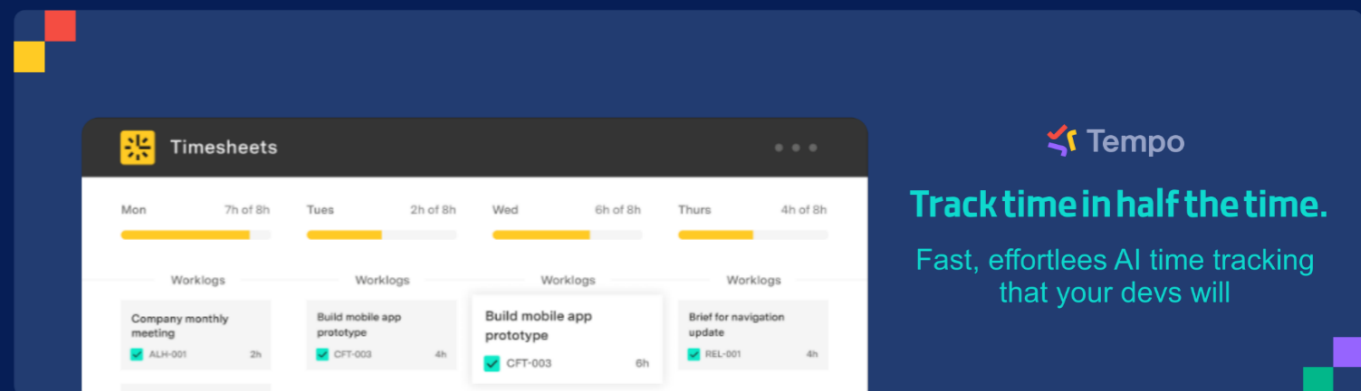 Timesheets
Mon 7h of 8h Tues 2h of 8h Wed 6h of 8h Thurs 4h of 8h
Worklogs Worklogs Worklogs Worklogs
Company monthly
meeting
ALH-001 2h
Build mobile app
prototype
CFT-003 4h
Build mobile app
prototype
CFT-003 6h
Brief for navigation
update
REL-001 4h
Tempo
Track time in half the time.
Fast, effortlees AI time tracking
that your devs will